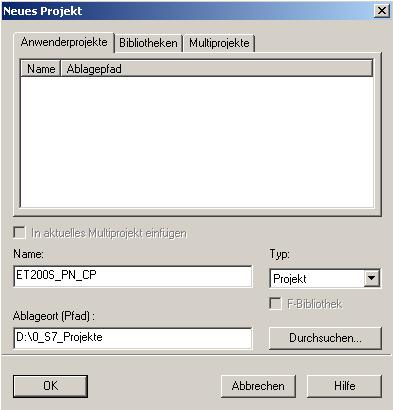 Neues Projekt
Anwenderprojekte Bibliotheken Multiprojekte
Name Ablagepfad
In aktuelles Multiprojekt einfügen
Name: Typ:
ET200S_PN_CP Projekt
F-Bibliothek
Ablageort (Pfad) :
D:\0_S7_Projekte Durchsuchen...
OK Abbrechen Hilfe